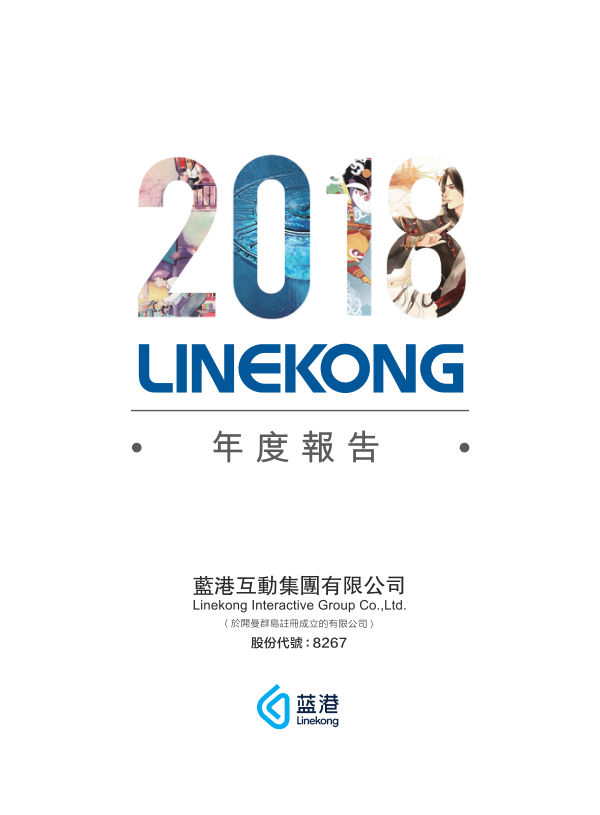 2018
LINEKONG
• 年度報告 •
藍港互動集團有限公司
Linekong Interactive Group Co.,Ltd.
（於開曼群島註冊成立的有限公司）
股份代號：8267
蓝港
Linekong